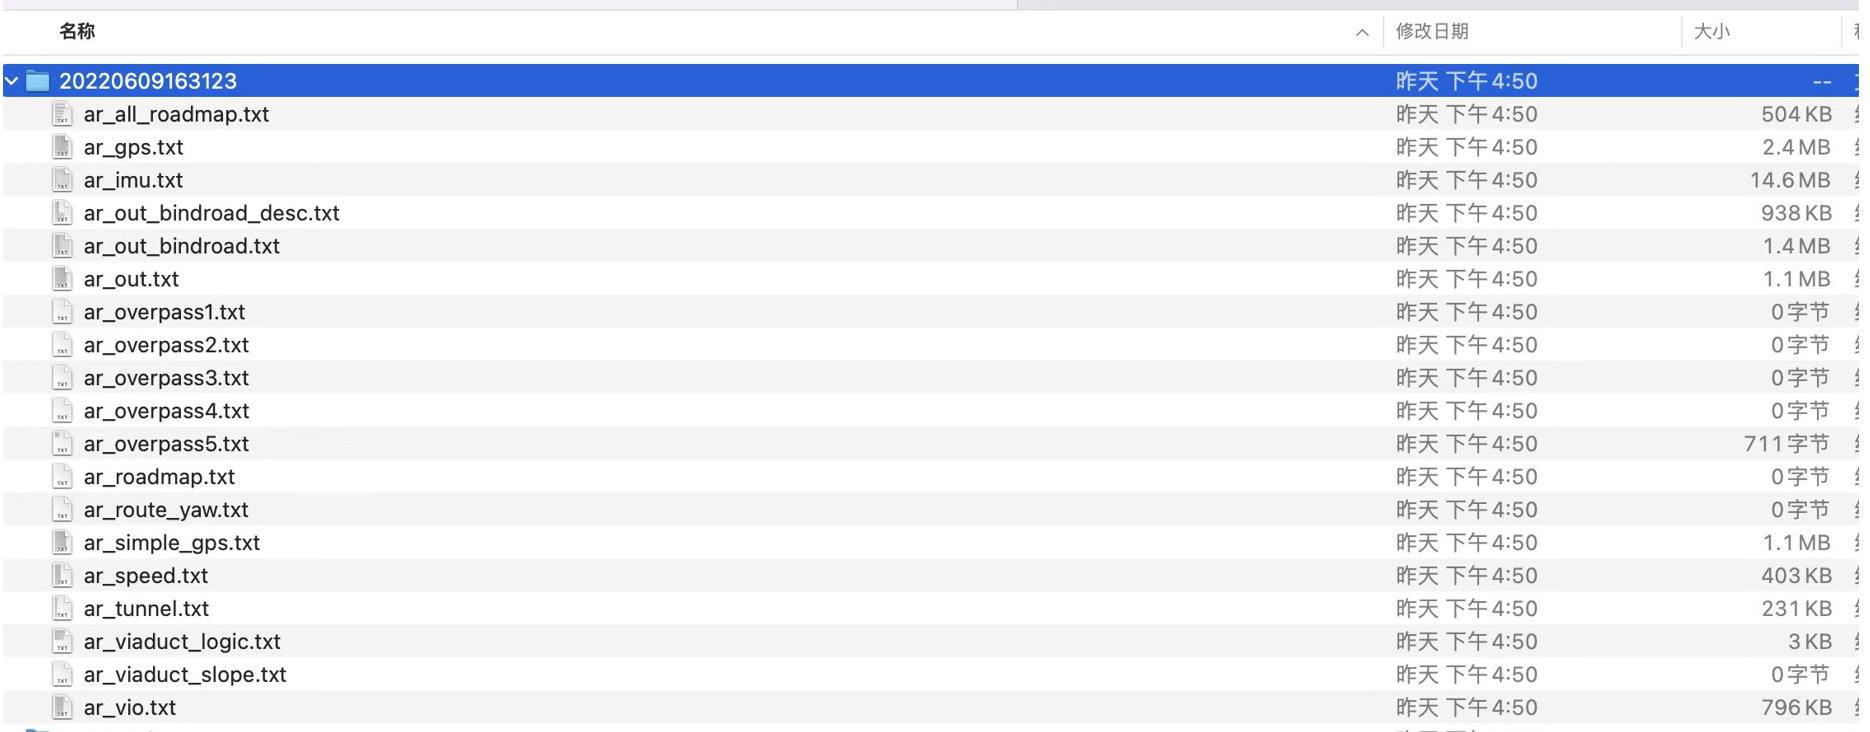 名称 修改日期 大小
20220609163123 昨天 下午4:50 --
ar_all_roadmap.txt 昨天 下午4:50 504 KB
ar_gps.txt 昨天 下午4:50 2.4 MB
ar_imu.txt 昨天 下午4:50 14.6 MB
ar_out_bindroad_desc.txt 昨天 下午4:50 938 KB
ar_out_bindroad.txt 昨天 下午4:50 1.4 MB
ar_out.txt 昨天 下午4:50 1.1 MB
ar_overpass1.txt 昨天 下午4:50 0字节
ar_overpass2.txt 昨天 下午4:50 0字节
ar_overpass3.txt 昨天 下午4:50 0字节
ar_overpass4.txt 昨天 下午4:50 0字节
ar_overpass5.txt 昨天 下午4:50 711字节
ar_roadmap.txt 昨天 下午4:50 0字节
ar_route_yaw.txt 昨天 下午4:50 0字节
ar_simple_gps.txt 昨天 下午4:50 1.1 MB
ar_speed.txt 昨天 下午4:50 403 KB
ar_tunnel.txt 昨天 下午4:50 231 KB
ar_viaduct_logic.txt 昨天 下午4:50 3 KB
ar_viaduct_slope.txt 昨天 下午4:50 0字节
ar_vio.txt 昨天 下午4:50 796 KB